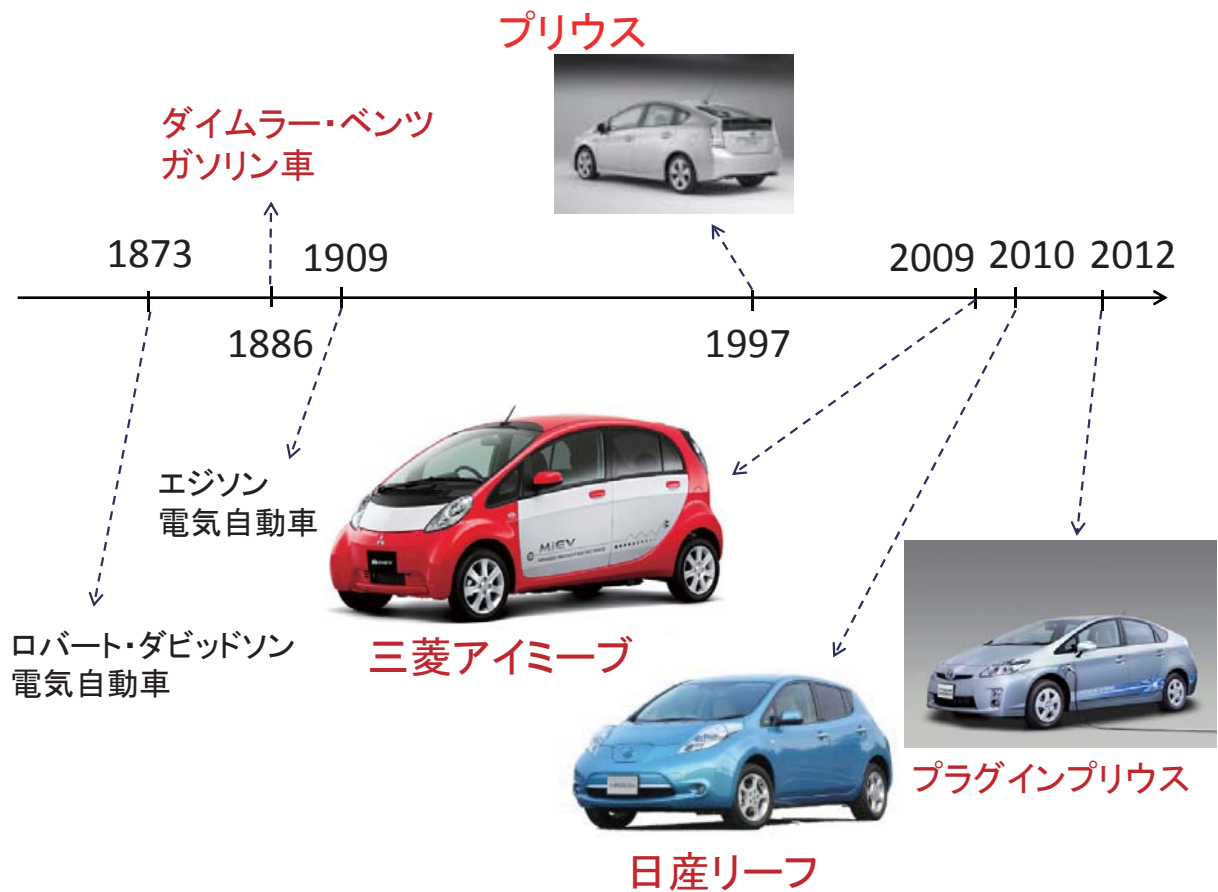 プリウス
ダイムラー・ベンツ
ガソリン車
1873
1909
2009
2010
2012
1886
1997
エジソン
電気自動車
MiEV
ロバート・ダビッドソン
電気自動車
三菱アイミーブ
プラグインプリウス
日産リーフ